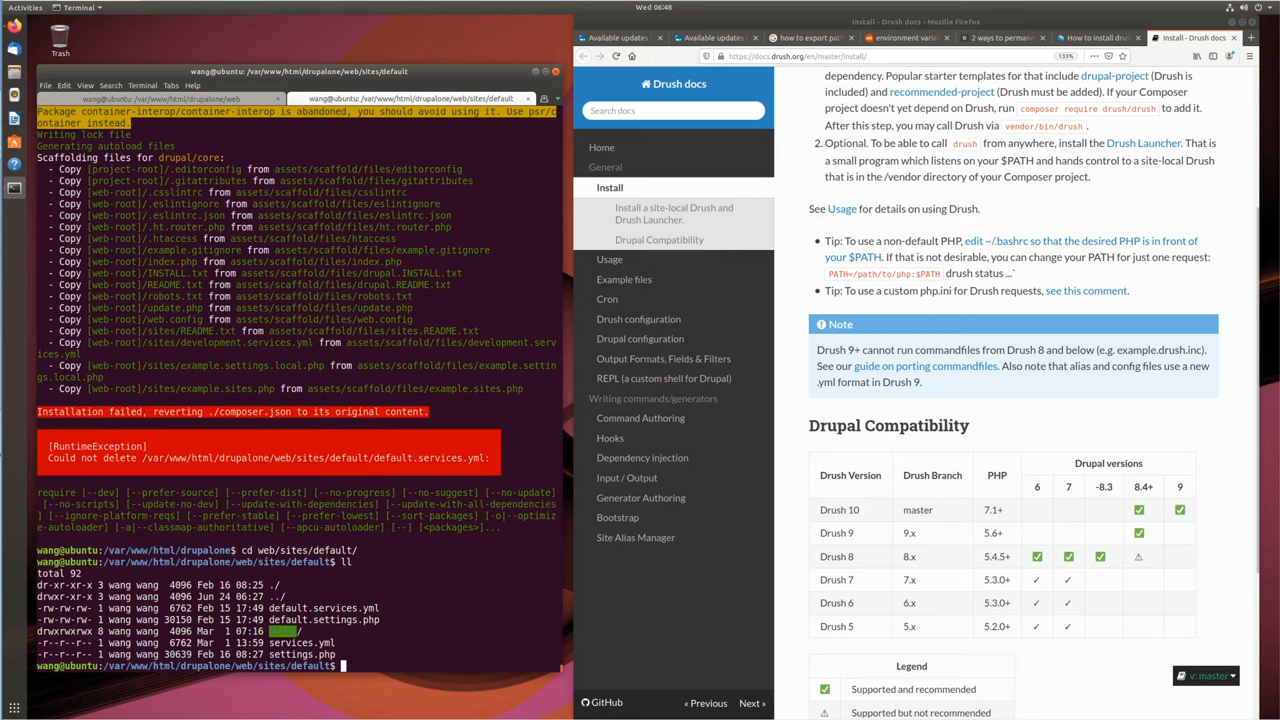 Activities
Terminal
Wed 06:48
Trash
wang@ubuntu: /var/www/html/drupalone/web/sites/default
File Edit View Search Terminal Tabs Help
wang@ubuntu: /var/www/html/drupalone/web
wang@ubuntu: /var/www/html/drupalone/web/sites/default
Package container-interop/container-interop is abandoned, you should avoid using it. Use psr/c
ontainer instead.
Writing lock file
Generating autoload files
Scaffolding files for drupal/core:
- Copy [project-root]/.editorconfig from assets/scaffold/files/editorconfig
- Copy [project-root]/.gitattributes from assets/scaffold/files/gitattributes
- Copy [web-root]/.csslintrc from assets/scaffold/files/csslintrc
- Copy [web-root]/.eslintignore from assets/scaffold/files/eslintignore
- Copy [web-root]/.eslintrc.json from assets/scaffold/files/eslintrc.json
- Copy [web-root]/.ht.router.php from assets/scaffold/files/ht.router.php
- Copy [web-root]/.htaccess from assets/scaffold/files/htaccess
- Copy [web-root]/example.gitignore from assets/scaffold/files/example.gitignore
- Copy [web-root]/index.php from assets/scaffold/files/index.php
- Copy [web-root]/INSTALL.txt from assets/scaffold/files/drupal.INSTALL.txt
- Copy [web-root]/README.txt from assets/scaffold/files/drupal.README.txt
- Copy [web-root]/robots.txt from assets/scaffold/files/robots.txt
- Copy [web-root]/update.php from assets/scaffold/files/update.php
- Copy [web-root]/web.config from assets/scaffold/files/web.config
- Copy [web-root]/sites/README.txt from assets/scaffold/files/sites.README.txt
- Copy [web-root]/sites/development.services.yml from assets/scaffold/files/development.serv
ices.yml
- Copy [web-root]/sites/example.settings.local.php from assets/scaffold/files/example.settin
gs.local.php
- Copy [web-root]/sites/example.sites.php from assets/scaffold/files/example.sites.php
Installation failed, reverting ./composer.json to its original content.
[RuntimeException]
Could not delete /var/www/html/drupalone/web/sites/default/default.services.yml:
require [--dev] [--prefer-source] [--prefer-dist] [--no-progress] [--no-suggest] [--no-update]
[--no-scripts] [--update-no-dev] [--update-with-dependencies] [--update-with-all-dependencies
] [--ignore-platform-reqs] [--prefer-stable] [--prefer-lowest] [--sort-packages] [-o|--optimiz
e-autoloader] [-a|--classmap-authoritative] [--apcu-autoloader] [--] [<packages>]...
wang@ubuntu:/var/www/html/drupalone$ cd web/sites/default/
wang@ubuntu:/var/www/html/drupalone/web/sites/default$ ll
total 92
dr-xr-xr-x 3 wang wang 4096 Feb 16 08:25 ./
drwxr-xr-x 3 wang wang 4096 Jun 24 06:27 ../
-rw-rw-rw- 1 wang wang 6762 Feb 15 17:49 default.services.yml
-rw-rw-rw- 1 wang wang 30150 Feb 15 17:49 default.settings.php
drwxrwxrwx 8 wang wang 4096 Mar 1 07:16 /
-r--r--r-- 1 wang wang 6762 Mar 1 13:59 services.yml
-r--r--r-- 1 wang wang 30639 Feb 16 08:27 settings.php
wang@ubuntu:/var/www/html/drupalone/web/sites/default$
Install - Drush docs - Mozilla Firefox
Available updates
Available updates
how to export pat
environment varia
2 ways to permane
How to install drus
Install - Drush docs
https://docs.drush.org/en/master/install/
133%
Drush docs
Search docs
Home
General
Install
Install a site-local Drush and
Drush Launcher.
Drupal Compatibility
Usage
Example files
Cron
Drush configuration
Drupal configuration
Output Formats, Fields & Filters
REPL (a custom shell for Drupal)
Writing commands/generators
Command Authoring
Hooks
Dependency injection
Input / Output
Generator Authoring
Bootstrap
Site Alias Manager
GitHub
« Previous
Next »
dependency. Popular starter templates for that include drupal-project (Drush is
included) and recommended-project (Drush must be added). If your Composer
project doesn't yet depend on Drush, run composer require drush/drush to add it.
After this step, you may call Drush via vendor/bin/drush .
2. Optional. To be able to call drush from anywhere, install the Drush Launcher. That is
a small program which listens on your $PATH and hands control to a site-local Drush
that is in the /vendor directory of your Composer project.
See Usage for details on using Drush.
• Tip: To use a non-default PHP, edit ~/.bashrc so that the desired PHP is in front of
your $PATH. If that is not desirable, you can change your PATH for just one request:
PATH=/path/to/php:$PATH drush status ...`
• Tip: To use a custom php.ini for Drush requests, see this comment.
Note
Drush 9+ cannot run commandfiles from Drush 8 and below (e.g. example.drush.inc).
See our guide on porting commandfiles. Also note that alias and config files use a new
.yml format in Drush 9.
Drupal Compatibility
Drupal versions
Drush Version Drush Branch PHP 6 7 -8.3 8.4+ 9
Drush 10 master 7.1+ ✅ ✅
Drush 9 9.x 5.6+ ✅
Drush 8 8.x 5.4.5+ ✅ ✅ ✅ ⚠
Drush 7 7.x 5.3.0+ ✓ ✓
Drush 6 6.x 5.3.0+ ✓ ✓
Drush 5 5.x 5.2.0+ ✓ ✓
Legend
✅ Supported and recommended
⚠ Supported but not recommended
v: master